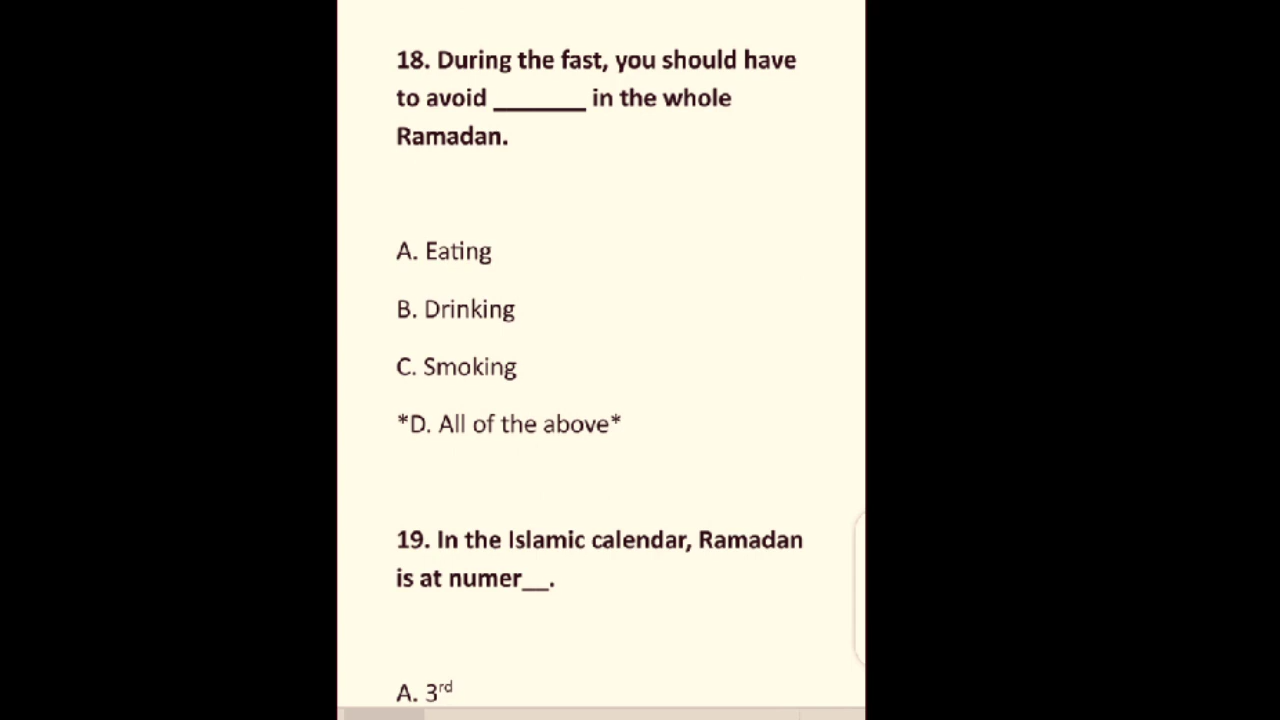 18. During the fast, you should have
to avoid _______ in the whole
Ramadan.
A. Eating
B. Drinking
C. Smoking
*D. All of the above*
19. In the Islamic calendar, Ramadan
is at numer__.
A. 3rd